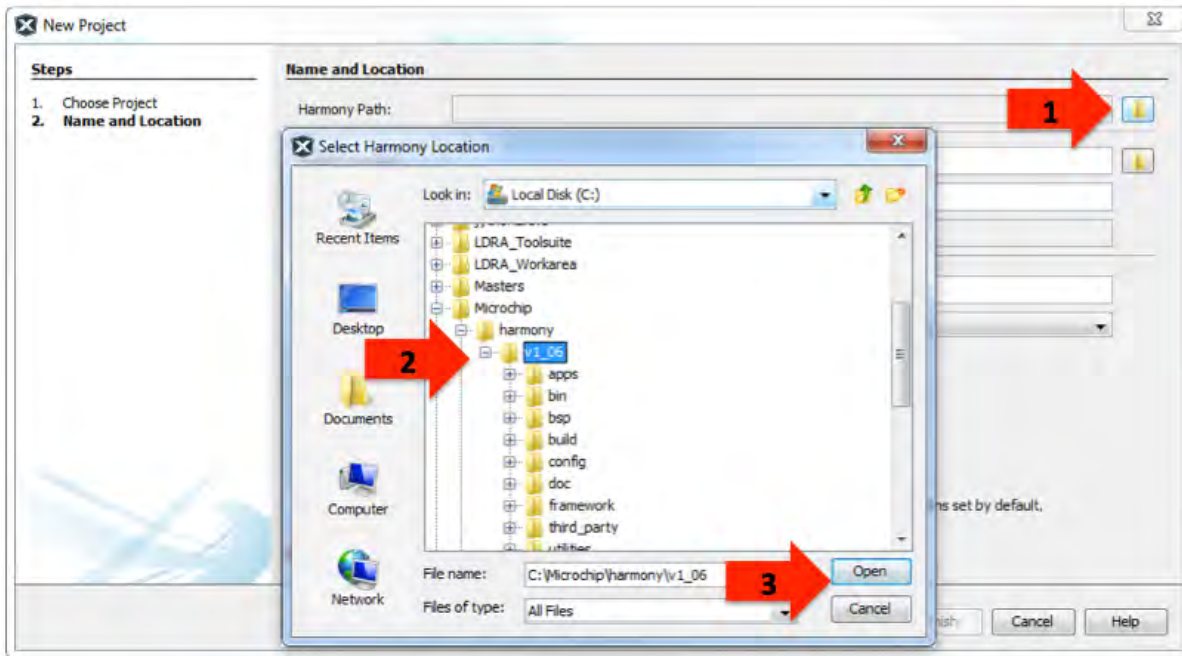 New Project
Steps
1. Choose Project
2. Name and Location
Name and Location
Harmony Path:
1
Select Harmony Location
Look in: Local Disk (C:)
Recent Items
Desktop
Documents
Computer
Network
LDRA_Toolsuite
LDRA_Workarea
Masters
Microchip
harmony
2
v1_06
apps
bin
bsp
build
config
doc
framework
third_party
utilities
File name: C:\Microchip\harmony\v1_06
3
Open
Files of type: All Files
Cancel
set by default,
Cancel
Help